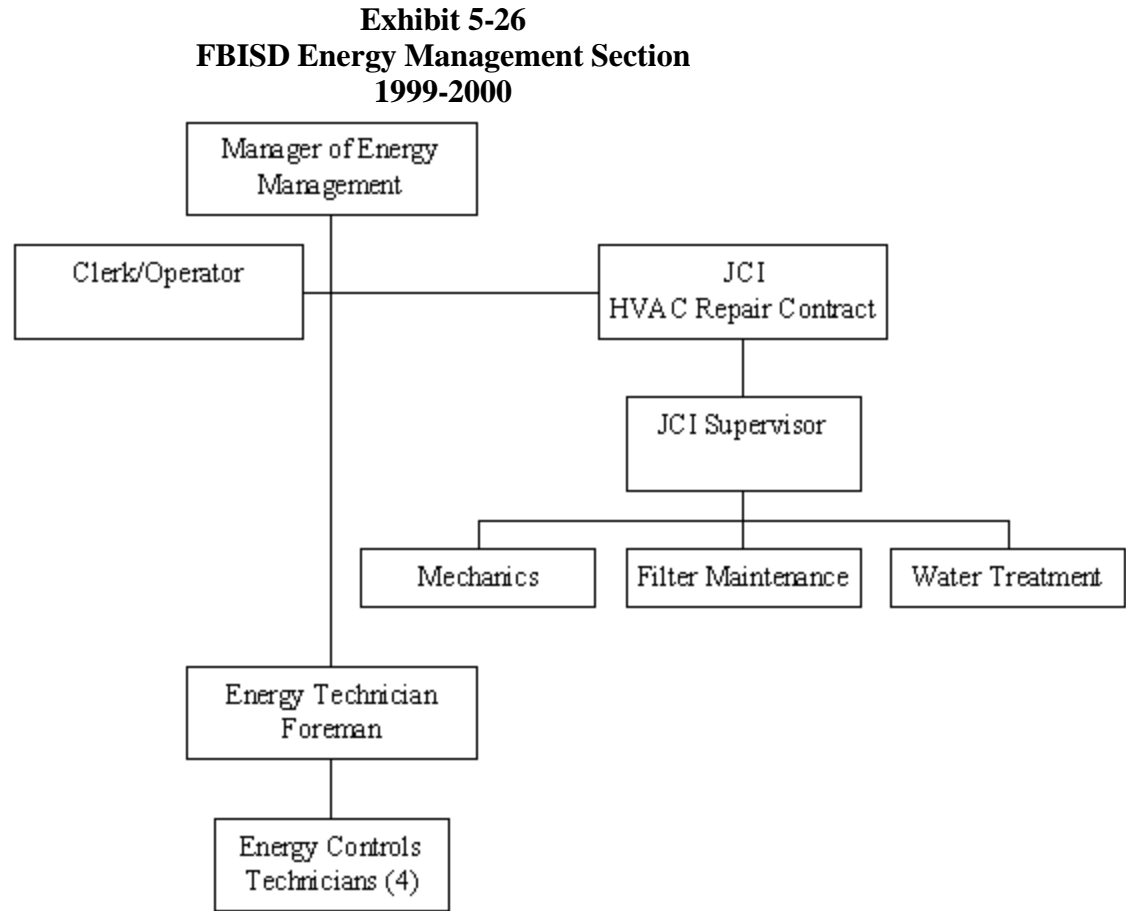 Exhibit 5-26
FBISD Energy Management Section
1999-2000
Manager of Energy
Management
Clerk/Operator
JCI
HVAC Repair Contract
JCI Supervisor
Mechanics
Filter Maintenance
Water Treatment
Energy Technician
Foreman
Energy Controls
Technicians (4)